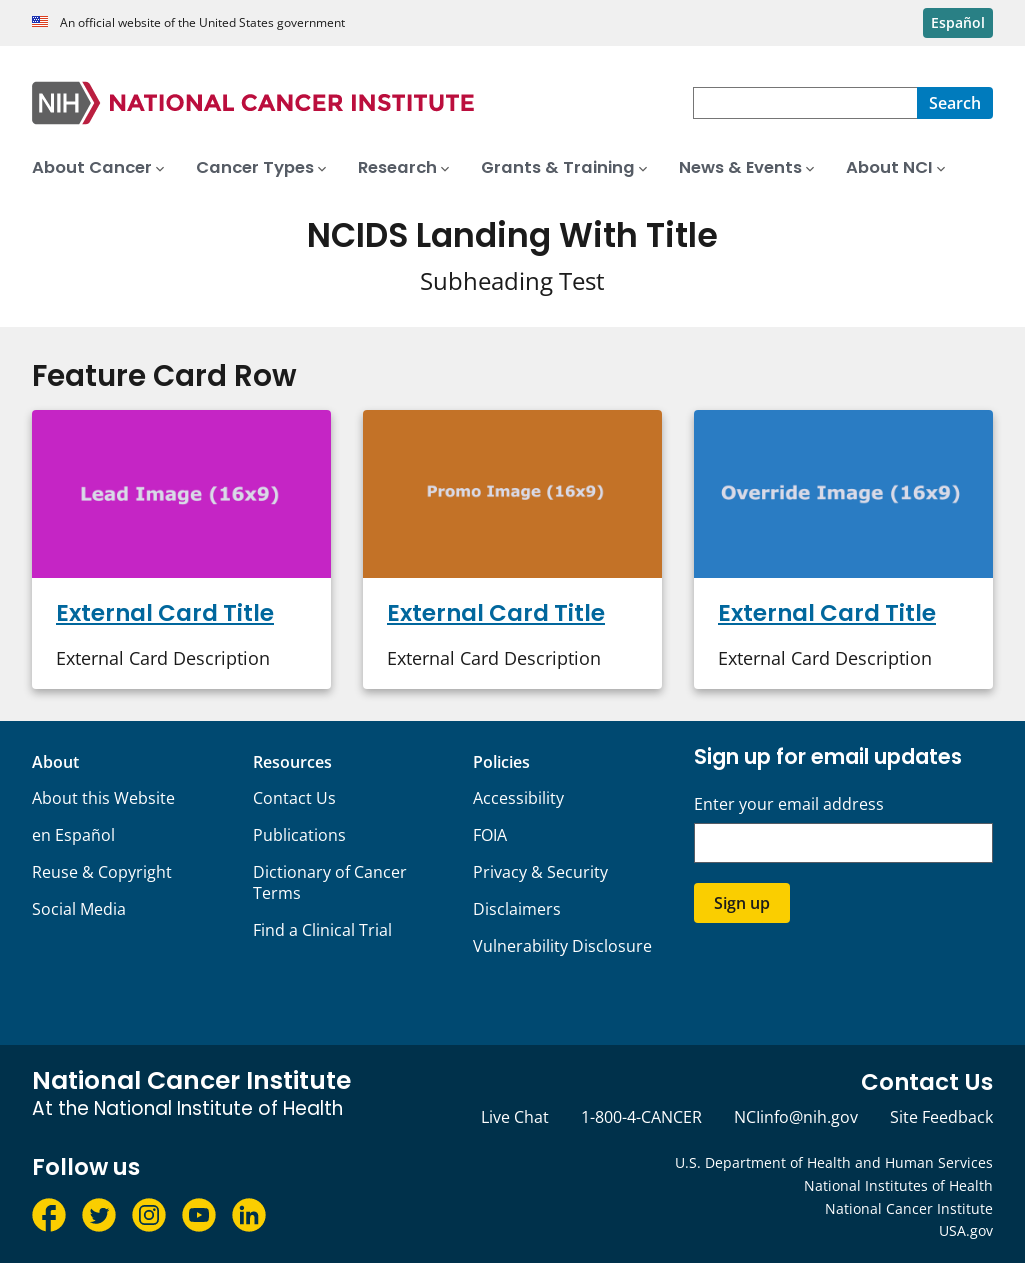 An official website of the United States government
Español
NIH NATIONAL CANCER INSTITUTE
Search
About Cancer Cancer Types Research Grants & Training News & Events About NCI
NCIDS Landing With Title
Subheading Test
Feature Card Row
Lead Image (16x9)
Promo Image (16x9)
Override Image (16x9)
External Card Title
External Card Description
External Card Title
External Card Description
External Card Title
External Card Description
About
About this Website
en Español
Reuse & Copyright
Social Media
Resources
Contact Us
Publications
Dictionary of Cancer
Terms
Find a Clinical Trial
Policies
Accessibility
FOIA
Privacy & Security
Disclaimers
Vulnerability Disclosure
Sign up for email updates
Enter your email address
Sign up
National Cancer Institute
At the National Institute of Health
Follow us
Contact Us
Live Chat 1-800-4-CANCER NCIinfo@nih.gov Site Feedback
U.S. Department of Health and Human Services
National Institutes of Health
National Cancer Institute
USA.gov